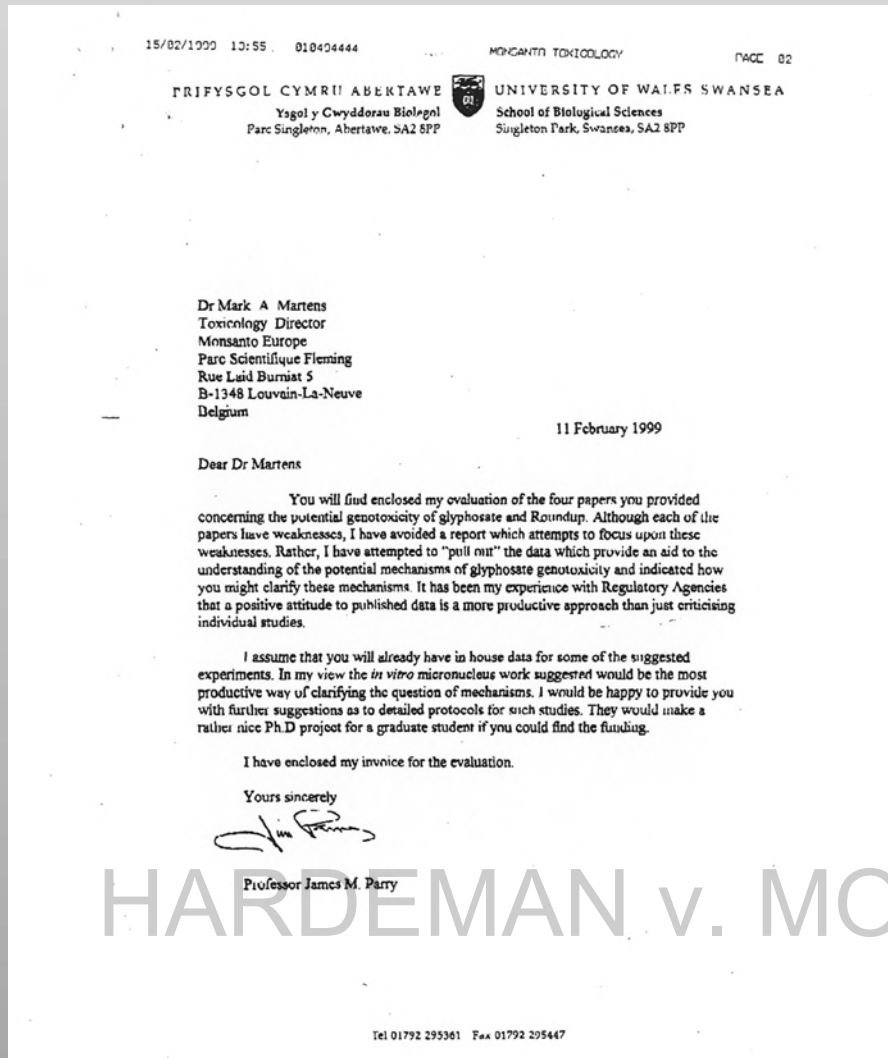 15/02/1999 13:55 010404444 MONSANTO TOXICOLOGY PAGE 02
PRIFYSGOL CYMRU ABERTAWE UNIVERSITY OF WALES SWANSEA
Ysgol y Gwyddorau Biolegol School of Biological Sciences
Parc Singleton, Abertawe, SA2 8PP Singleton Park, Swansea, SA2 8PP
Dr Mark A Martens
Toxicology Director
Monsanto Europe
Parc Scientifique Fleming
Rue Laid Burniat 5
B-1348 Louvain-La-Neuve
Belgium
11 February 1999
Dear Dr Martens
You will find enclosed my evaluation of the four papers you provided
concerning the potential genotoxicity of glyphosate and Roundup. Although each of the
papers have weaknesses, I have avoided a report which attempts to focus upon these
weaknesses. Rather, I have attempted to "pull out" the data which provide an aid to the
understanding of the potential mechanisms of glyphosate genotoxicity and indicated how
you might clarify these mechanisms. It has been my experience with Regulatory Agencies
that a positive attitude to published data is a more productive approach than just criticising
individual studies.
I assume that you will already have in house data for some of the suggested
experiments. In my view the in vitro micronucleus work suggested would be the most
productive way of clarifying the question of mechanisms. I would be happy to provide you
with further suggestions as to detailed protocols for such studies. They would make a
rather nice Ph.D project for a graduate student if you could find the funding.
I have enclosed my invoice for the evaluation.
Yours sincerely
Professor James M. Parry
HARDEMAN v. MO
Tel 01792 295361 Fax 01792 295447